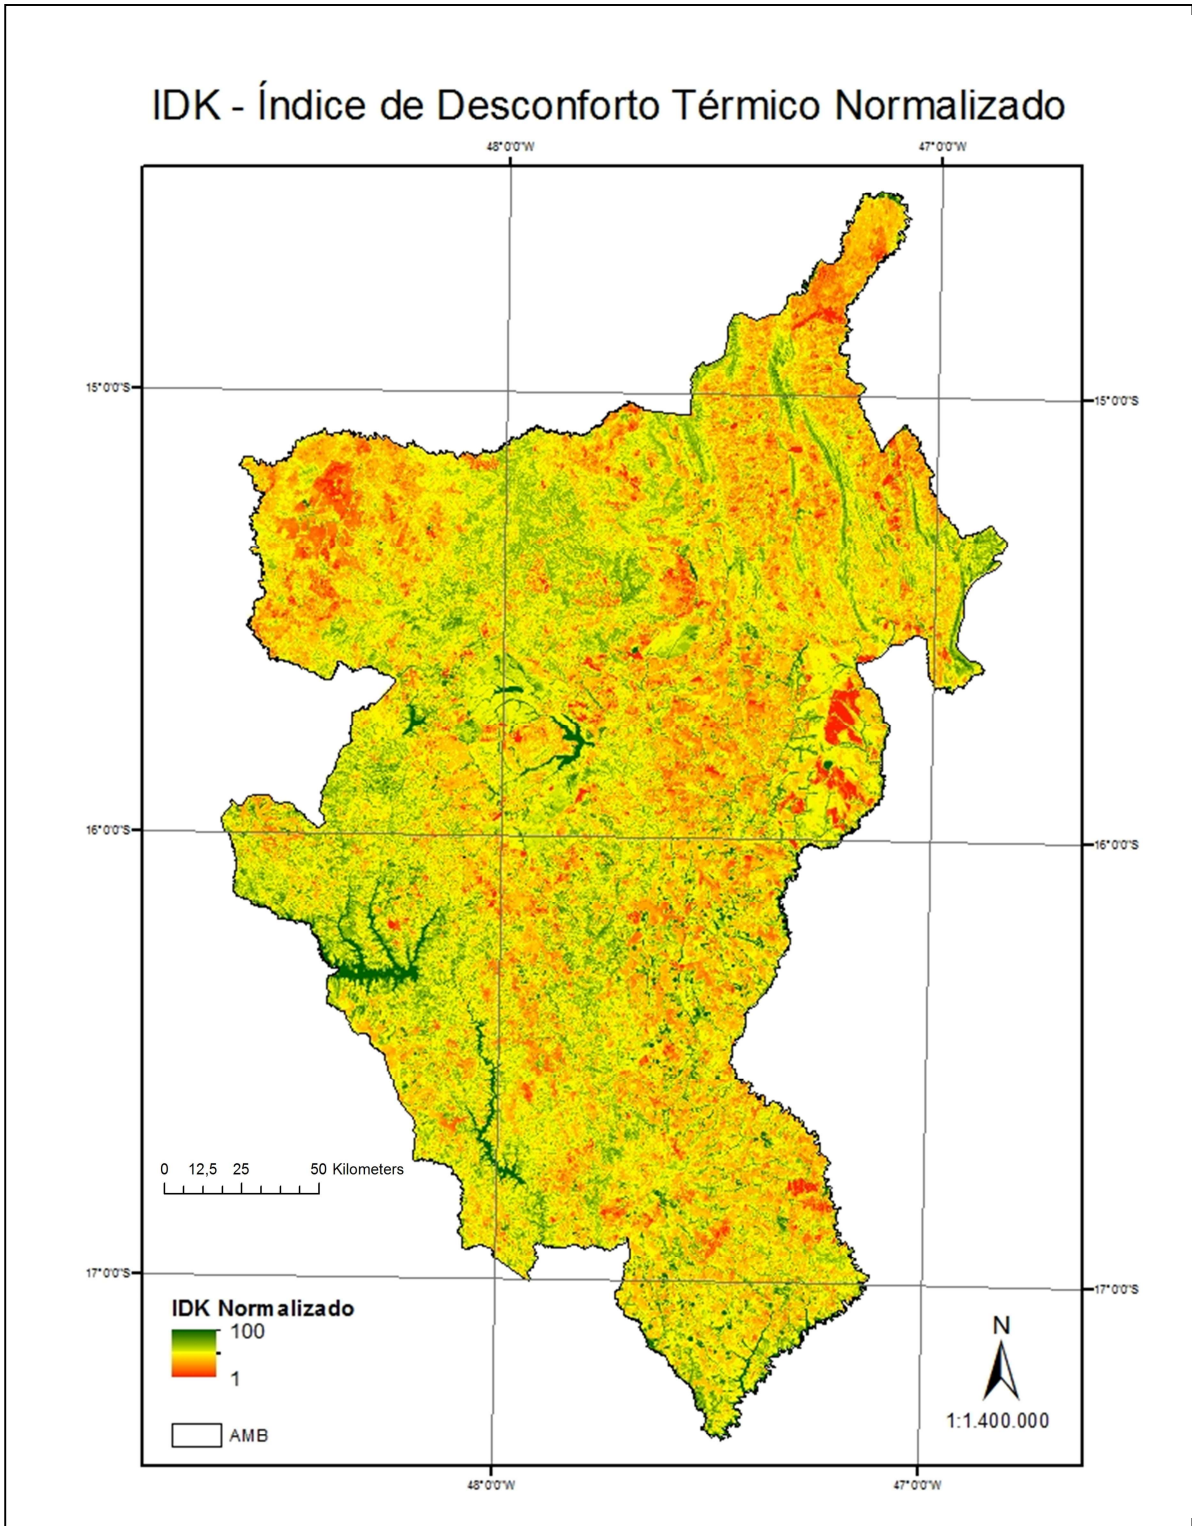 IDK - Índice de Desconforto Térmico Normalizado
48°0'0"W 47°0'0"W
15°0'0"S 15°0'0"S
16°0'0"S 16°0'0"S
0 12,5 25 50 Kilometers
17°0'0"S 17°0'0"S
IDK Normalizado
100
1
AMB
N
1:1.400.000
48°0'0"W 47°0'0"W